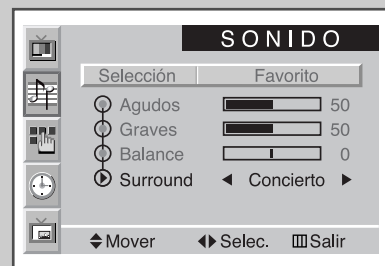 SONIDO
Selección Favorito
Agudos 50
Graves 50
Balance 0
Surround Concierto
Mover Selec. Salir